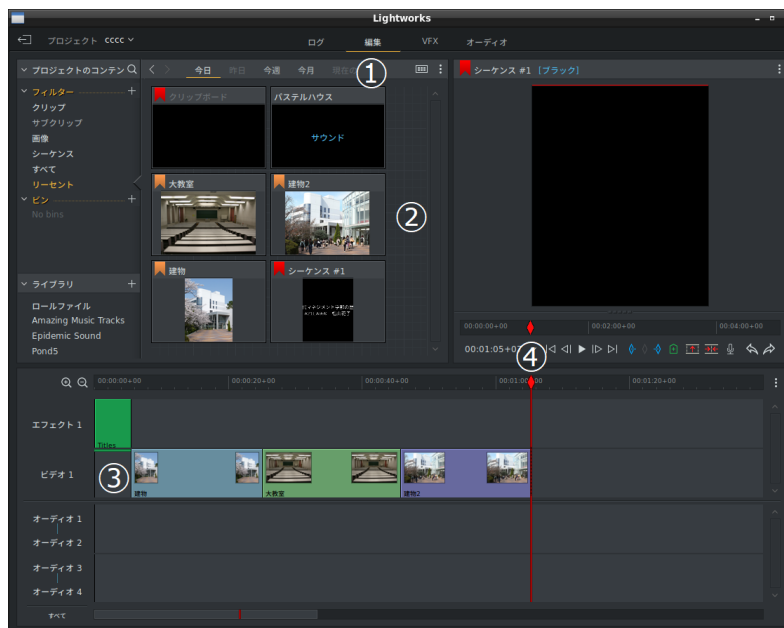 Lightworks
プロジェクト cccc
ログ
編集
VFX
オーディオ
プロジェクトのコンテン
今日
昨日
今週
今月
現在の
①
シーケンス #1 [ブラック]
フィルター
クリップ
サブクリップ
画像
シーケンス
すべて
リーセント
ビン
No bins
ライブラリ
ロールファイル
Amazing Music Tracks
Epidemic Sound
Pond5
クリップボード
パステルハウス
サウンド
大教室
建物2
②
建物
シーケンス #1
00:00:00+00
00:02:00+00
00:04:00+00
00:01:05+0
④
00:00:00+00
00:00:20+00
00:00:40+00
00:01:00+00
00:01:20+00
エフェクト 1
Titles
ビデオ 1
③
建物
大教室
建物2
オーディオ 1
オーディオ 2
オーディオ 3
オーディオ 4
すべて